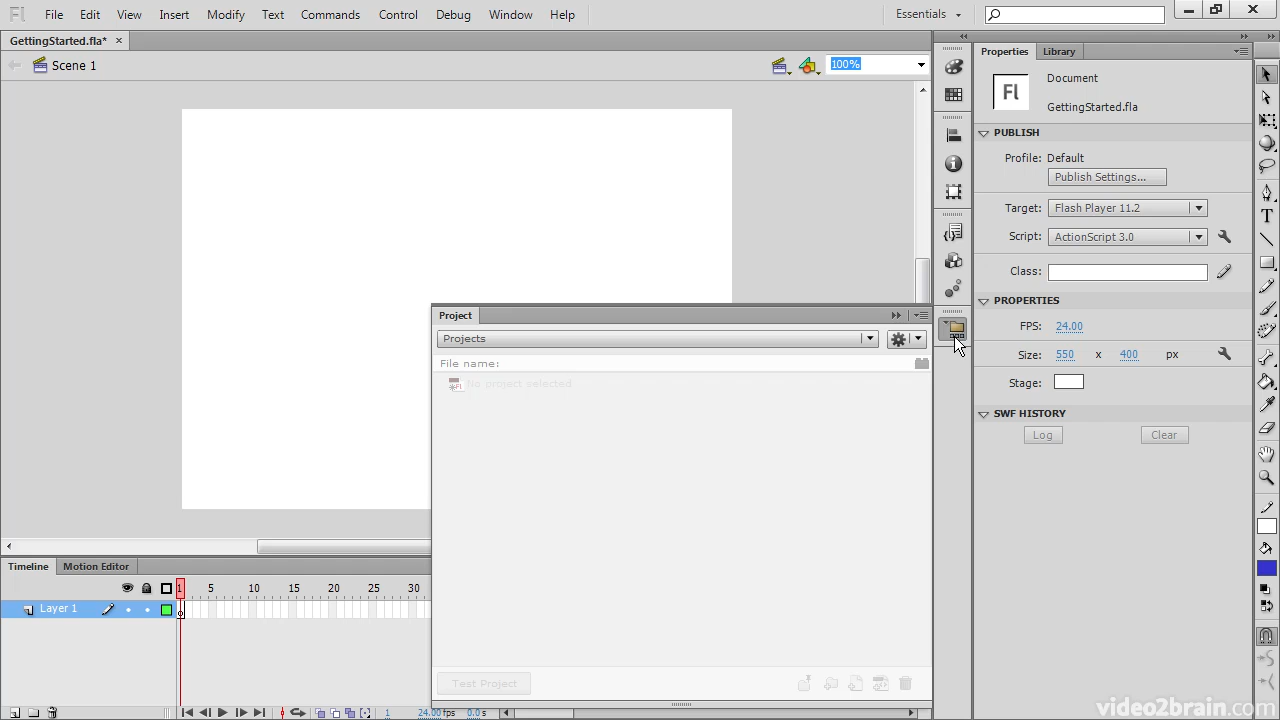 Fl File Edit View Insert Modify Text Commands Control Debug Window Help Essentials
GettingStarted.fla*
Scene 1 100%
Properties Library
Fl
Document
GettingStarted.fla
PUBLISH
Profile: Default
Publish Settings...
Target: Flash Player 11.2
Script: ActionScript 3.0
Class:
PROPERTIES
FPS: 24.00
Size: 550 x 400 px
Stage:
SWF HISTORY
Log Clear
Project
Projects
File name:
No project selected
Test Project
Timeline Motion Editor
1 5 10 15 20 25 30
Layer 1
1 24.00 fps 0.0 s
video2brain.com